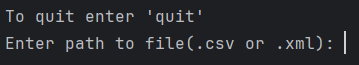 To quit enter 'quit'
Enter path to file(.csv or .xml):